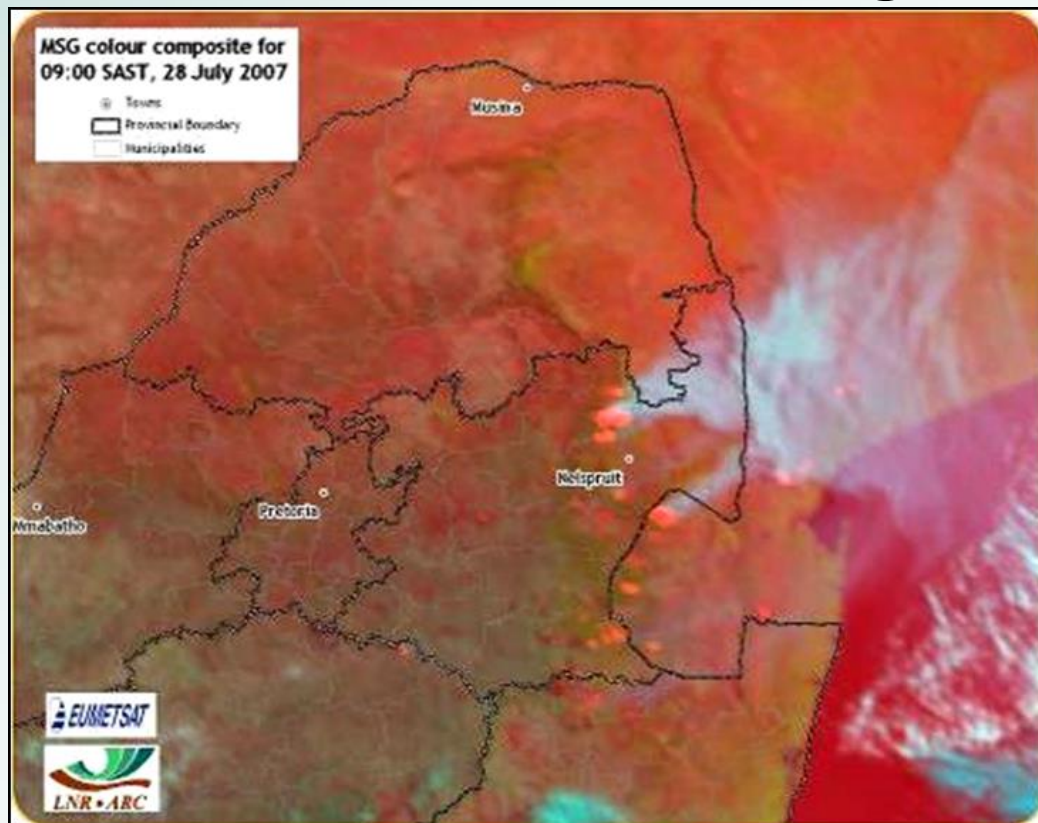 MSG colour composite for
09:00 SAST, 28 July 2007
Towns
Provincial Boundary
Municipalities
Musina
Nelspruit
Pretoria
Mmabatho
EUMETSAT
LNR • ARC